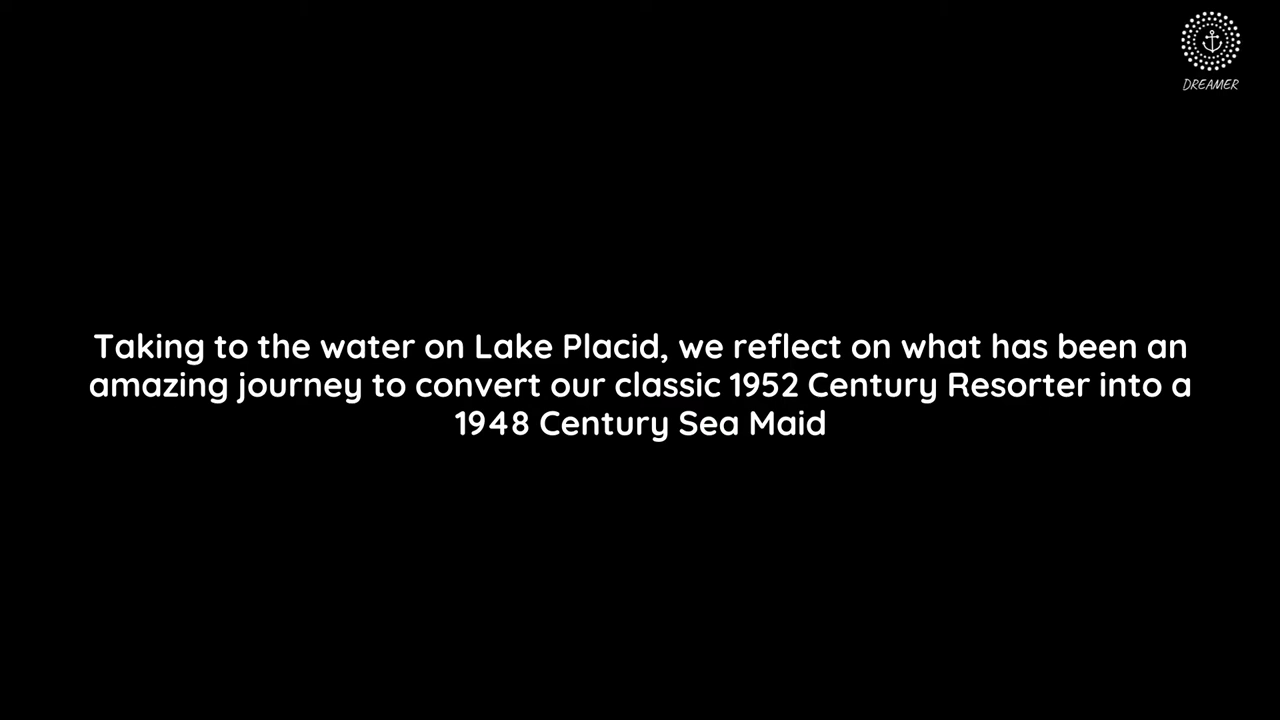 DREAMER
Taking to the water on Lake Placid, we reflect on what has been an
amazing journey to convert our classic 1952 Century Resorter into a
1948 Century Sea Maid